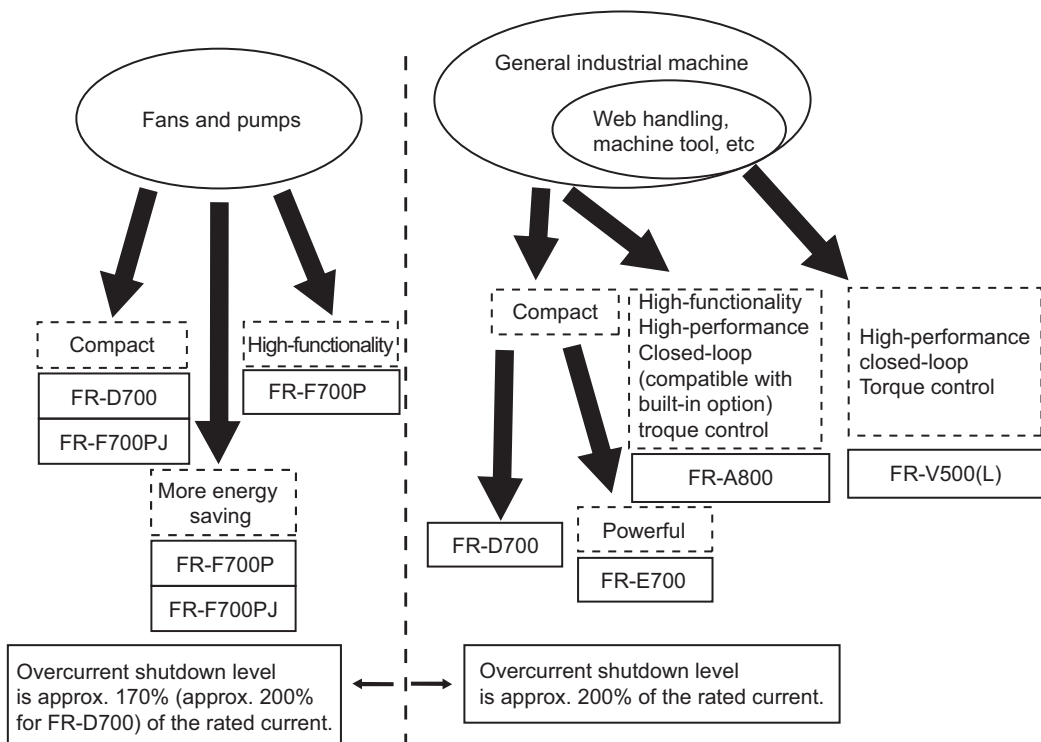 Fans and pumps
Compact
FR-D700
FR-F700PJ
High-functionality
FR-F700P
More energy
saving
FR-F700P
FR-F700PJ
Overcurrent shutdown level
is approx. 170% (approx. 200%
for FR-D700) of the rated current.
General industrial machine
Web handling,
machine tool, etc
Compact
FR-D700
Powerful
FR-E700
High-functionality
High-performance
Closed-loop
(compatible with
built-in option)
troque control
FR-A800
High-performance
closed-loop
Torque control
FR-V500(L)
Overcurrent shutdown level
is approx. 200% of the rated current.